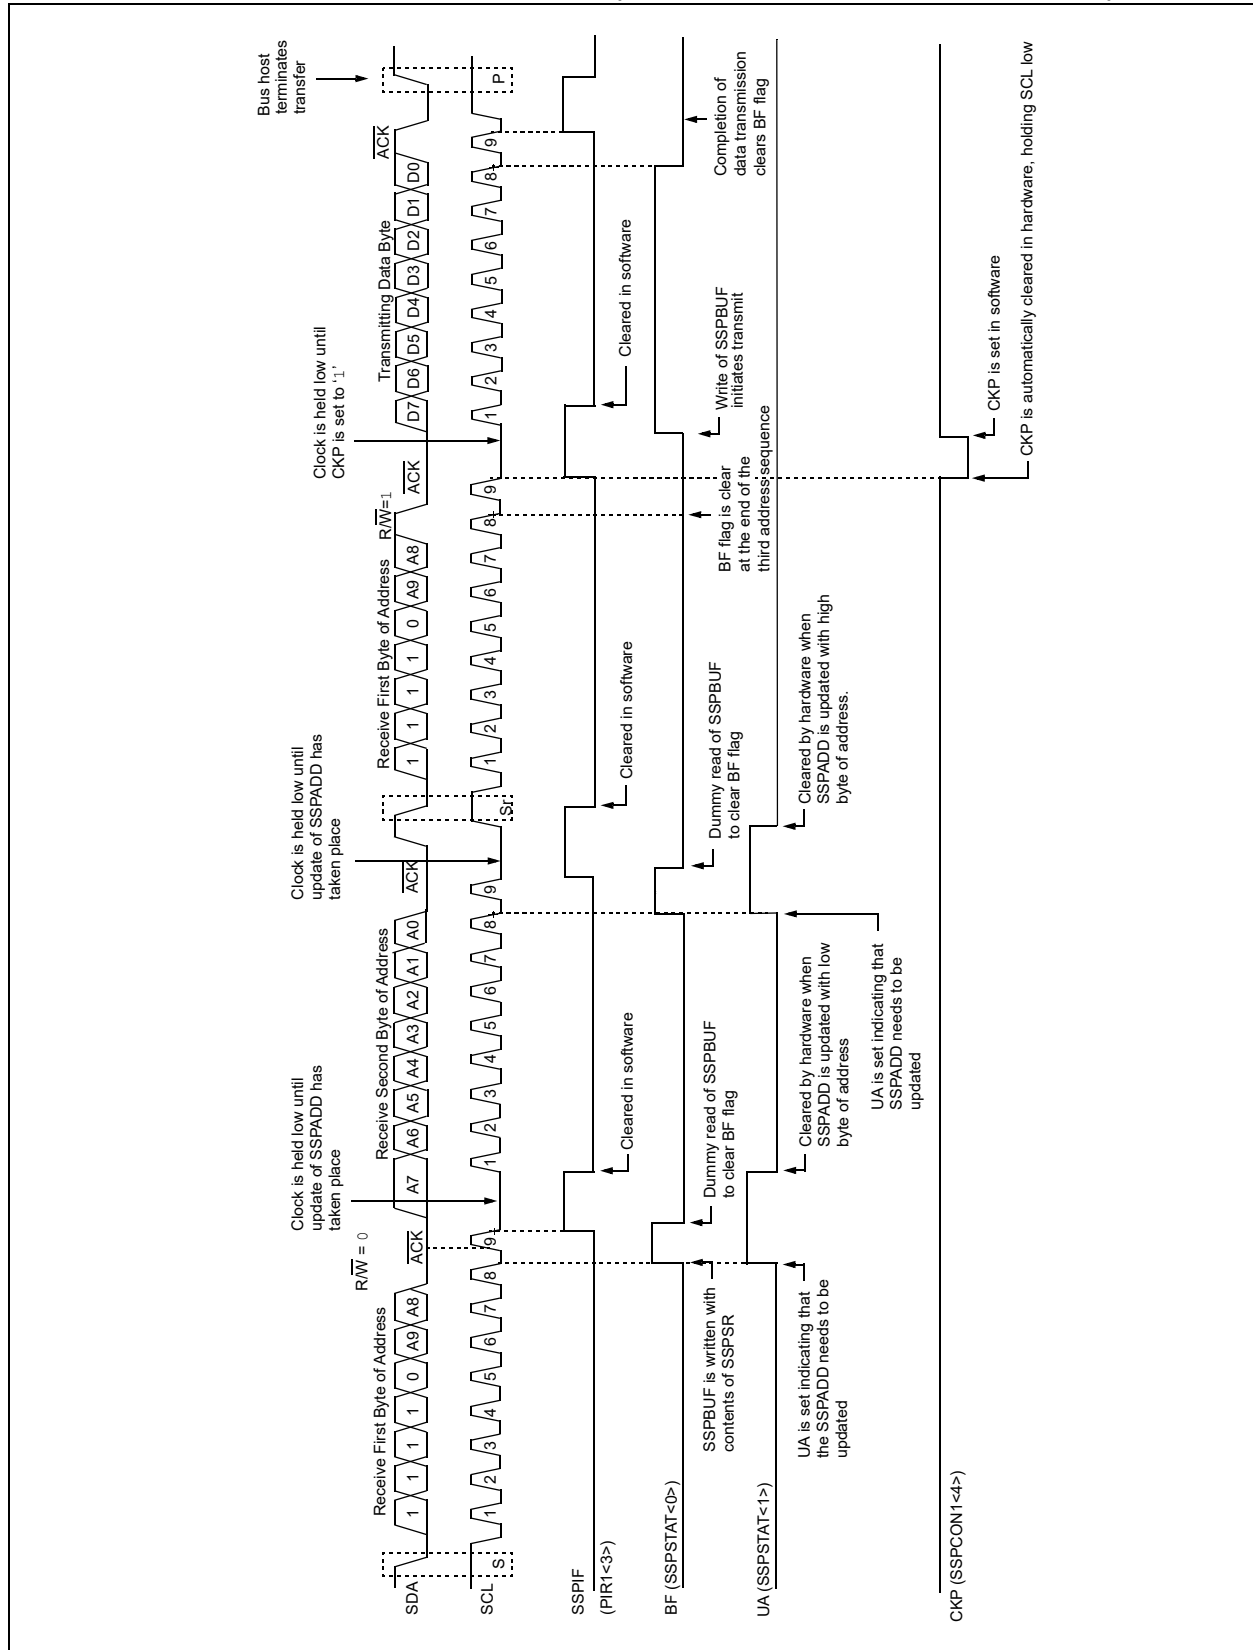 Bus host
terminates
transfer
Clock is held low until
CKP is set to ‘1’
Clock is held low until
update of SSPADD has
taken place
Clock is held low until
update of SSPADD has
taken place
Receive First Byte of Address
R/W = 0
ACK
Receive Second Byte of Address
ACK
Receive First Byte of Address
R/W=1
ACK
Transmitting Data Byte
ACK
SDA
1 1 1 1 0 A9 A8
A7 A6 A5 A4 A3 A2 A1 A0
1 1 1 1 0 A9 A8
D7 D6 D5 D4 D3 D2 D1 D0
SCL
S
1 2 3 4 5 6 7 8 9
1 2 3 4 5 6 7 8 9
Sr
1 2 3 4 5 6 7 8 9
1 2 3 4 5 6 7 8 9
P
SSPIF
(PIR1<3>)
Cleared in software
Cleared in software
Cleared in software
BF (SSPSTAT<0>)
SSPBUF is written with
contents of SSPSR
Dummy read of SSPBUF
to clear BF flag
Dummy read of SSPBUF
to clear BF flag
BF flag is clear
at the end of the
third address sequence
Write of SSPBUF
initiates transmit
Completion of
data transmission
clears BF flag
UA (SSPSTAT<1>)
UA is set indicating that
the SSPADD needs to be
updated
Cleared by hardware when
SSPADD is updated with low
byte of address
UA is set indicating that
SSPADD needs to be
updated
Cleared by hardware when
SSPADD is updated with high
byte of address.
CKP (SSPCON1<4>)
CKP is set in software
CKP is automatically cleared in hardware, holding SCL low